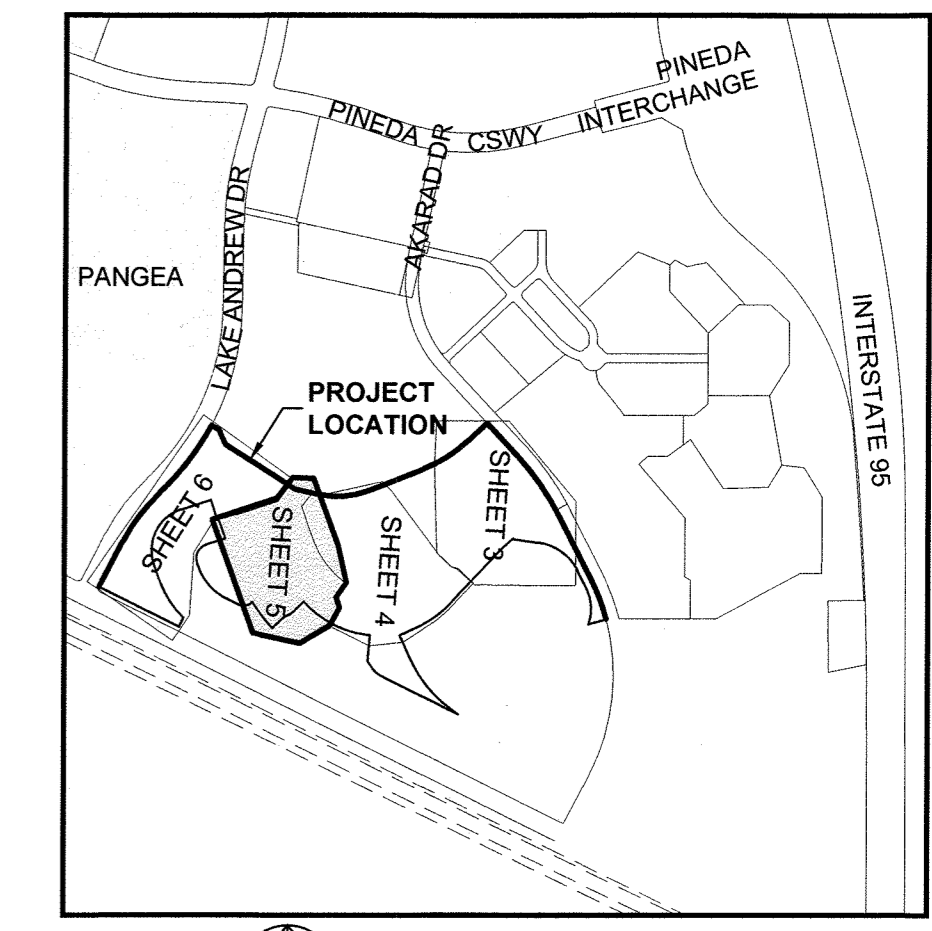 PINEDA
INTERCHANGE
PINEDA CSWY
AKARAD DR
LAKE ANDREW DR
PANGEA
INTERSTATE 95
PROJECT
LOCATION
SHEET 6
SHEET 5
SHEET 4
SHEET 3